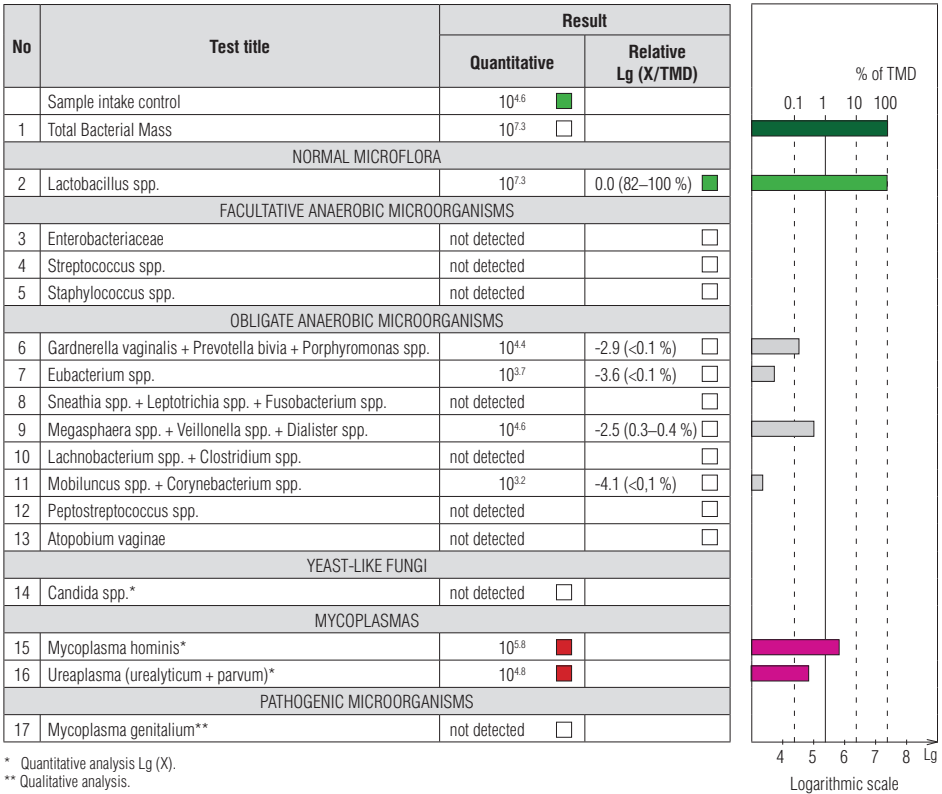 No Test title Result
Quantitative Relative Lg (X/TMD)
Sample intake control 10^4.6
1 Total Bacterial Mass 10^7.3
NORMAL MICROFLORA
2 Lactobacillus spp. 10^7.3 0.0 (82–100 %)
FACULTATIVE ANAEROBIC MICROORGANISMS
3 Enterobacteriaceae not detected
4 Streptococcus spp. not detected
5 Staphylococcus spp. not detected
OBLIGATE ANAEROBIC MICROORGANISMS
6 Gardnerella vaginalis + Prevotella bivia + Porphyromonas spp. 10^4.4 -2.9 (<0.1 %)
7 Eubacterium spp. 10^3.7 -3.6 (<0.1 %)
8 Sneathia spp. + Leptotrichia spp. + Fusobacterium spp. not detected
9 Megasphaera spp. + Veillonella spp. + Dialister spp. 10^4.6 -2.5 (0.3–0.4 %)
10 Lachnobacterium spp. + Clostridium spp. not detected
11 Mobiluncus spp. + Corynebacterium spp. 10^3.2 -4.1 (<0,1 %)
12 Peptostreptococcus spp. not detected
13 Atopobium vaginae not detected
YEAST-LIKE FUNGI
14 Candida spp.* not detected
MYCOPLASMAS
15 Mycoplasma hominis* 10^5.8
16 Ureaplasma (urealyticum + parvum)* 10^4.8
PATHOGENIC MICROORGANISMS
17 Mycoplasma genitalium** not detected
* Quantitative analysis Lg (X).
** Qualitative analysis.
% of TMD
0.1 1 10 100
4 5 6 7 8 Lg
Logarithmic scale